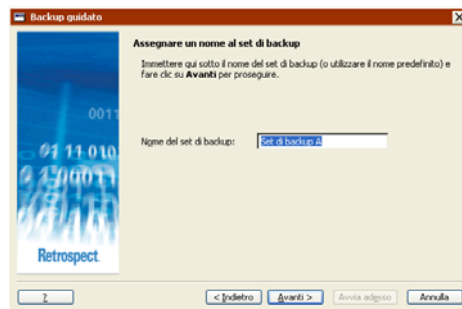 Backup guidato
Assegnare un nome al set di backup
Immettere qui sotto il nome del set di backup (o utilizzare il nome predefinito) e
fare clic su Avanti per proseguire.
0011
01 11 010
Nome del set di backup: Set di backup A
Retrospect
? < Indietro Avanti > Avvia adesso Annulla